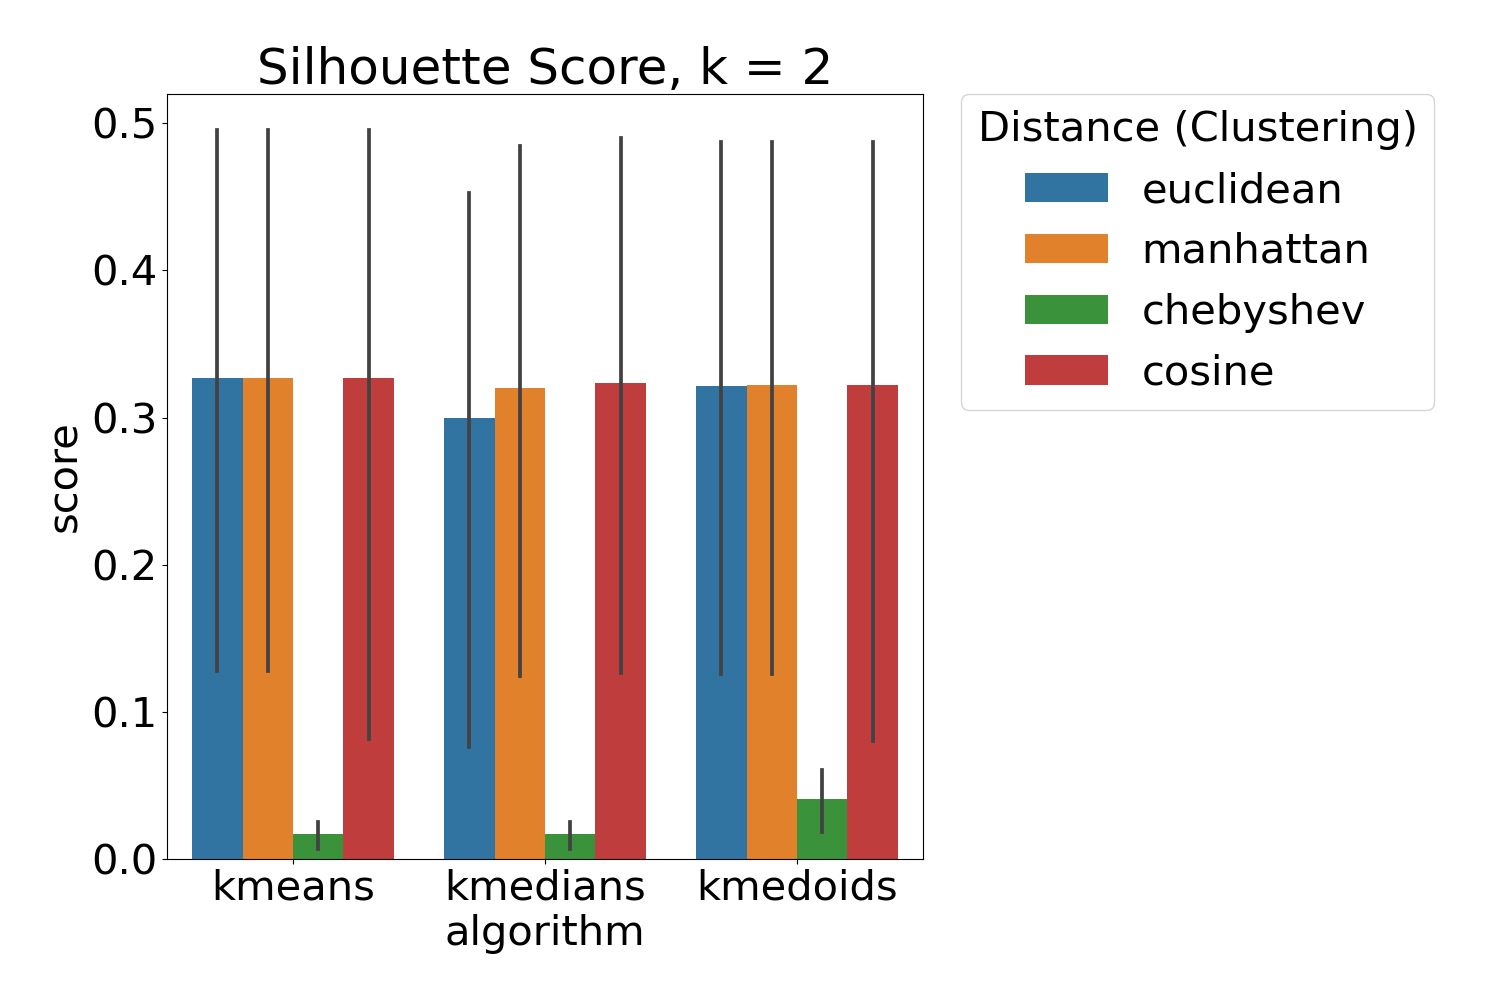 Silhouette Score, k = 2
0.5
0.4
0.3
0.2
0.1
0.0
score
kmeans kmedians kmedoids
algorithm
Distance (Clustering)
euclidean
manhattan
chebyshev
cosine